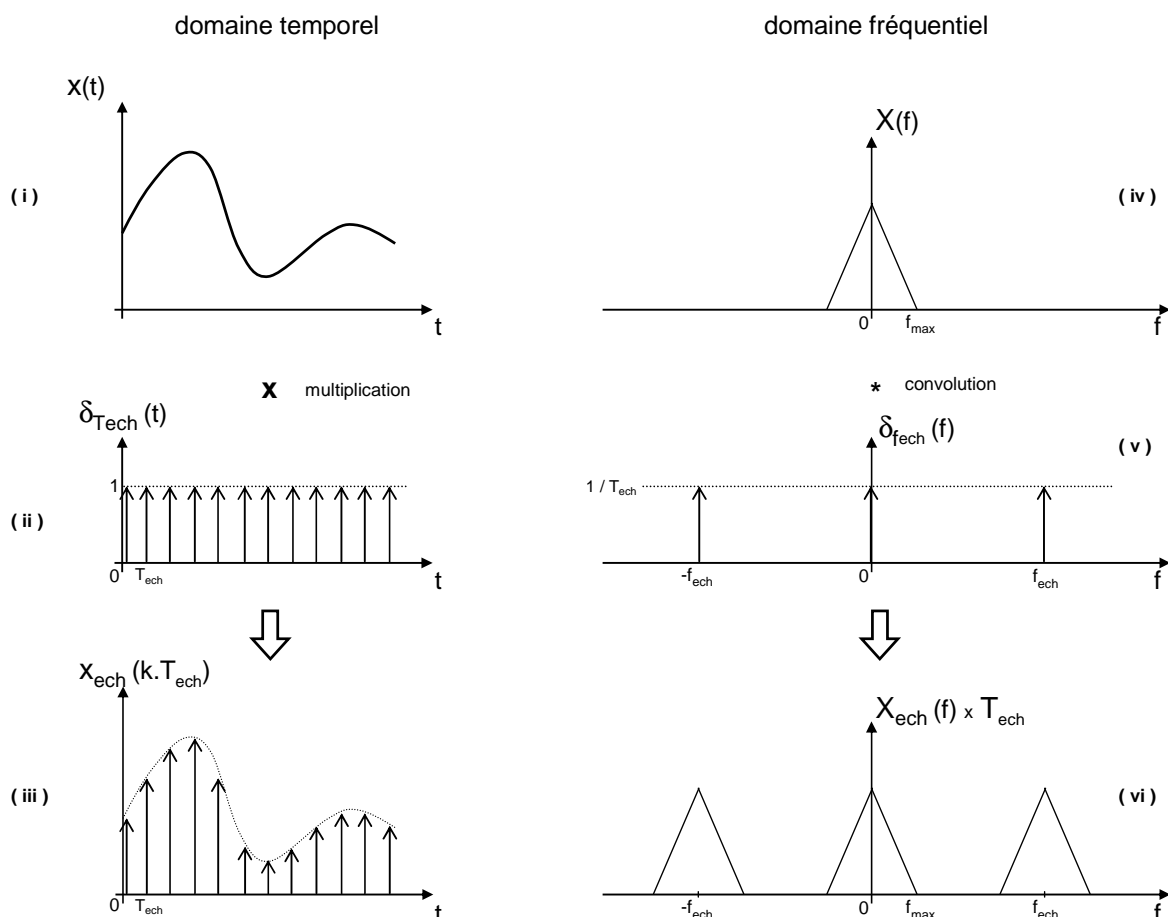 domaine temporel
domaine fréquentiel
x(t)
X(f)
( i )
( iv )
t
0
f_max
f
x multiplication
* convolution
δ_Tech (t)
δ_fech (f)
( v )
1
1 / T_ech
( ii )
0
T_ech
t
-f_ech
0
f_ech
f
x_ech (k.T_ech)
X_ech (f) x T_ech
( iii )
( vi )
0
T_ech
t
-f_ech
0
f_max
f_ech
f